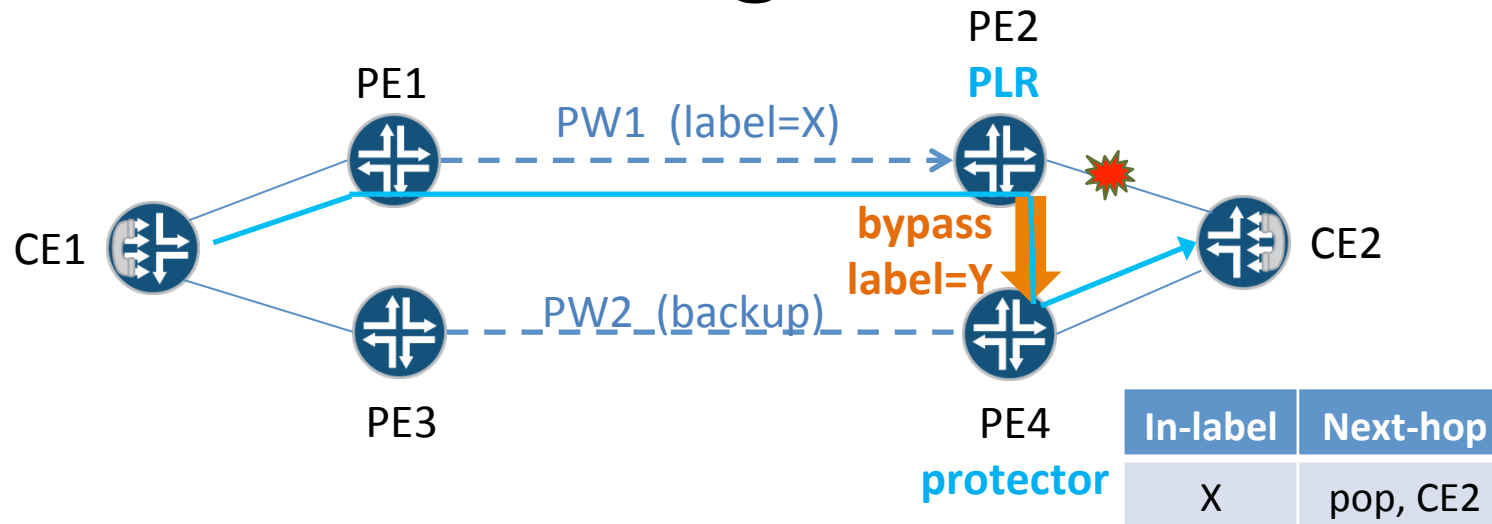 PE2
PLR
PE1
PW1 (label=X)
bypass
label=Y
CE1
CE2
PW2 (backup)
PE3
PE4
protector
In-label Next-hop
X pop, CE2